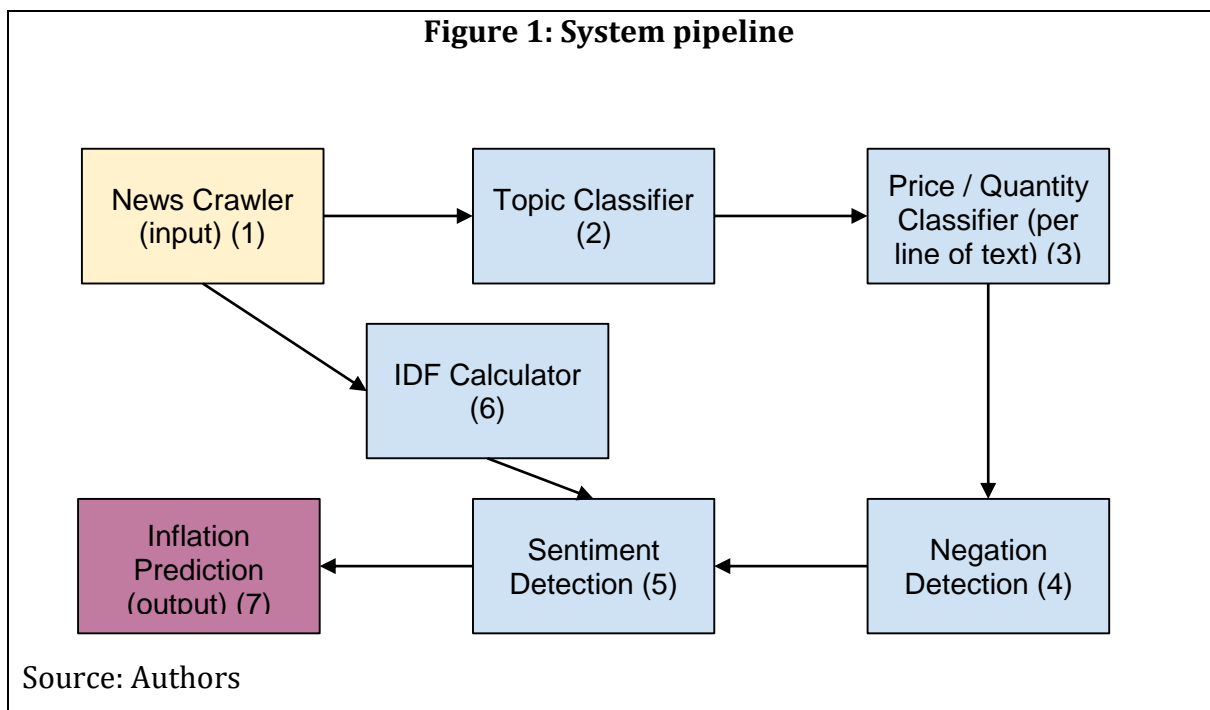 Figure 1: System pipeline
News Crawler
(input) (1)
Topic Classifier
(2)
Price / Quantity
Classifier (per
line of text) (3)
IDF Calculator
(6)
Inflation
Prediction
(output) (7)
Sentiment
Detection (5)
Negation
Detection (4)
Source: Authors